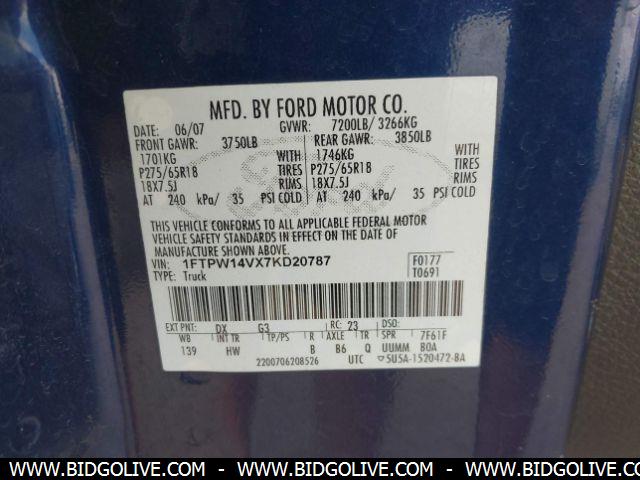 MFD. BY FORD MOTOR CO.
DATE: 06/07 GVWR: 7200LB/ 3266KG
FRONT GAWR: 3750LB REAR GAWR: 3850LB
1701KG WITH 1746KG WITH
P275/65R18 TIRES P275/65R18 TIRES
18X7.5J RIMS 18X7.5J RIMS
AT 240 kPa/ 35 PSI COLD AT 240 kPa/ 35 PSI COLD
THIS VEHICLE CONFORMS TO ALL APPLICABLE FEDERAL MOTOR
VEHICLE SAFETY STANDARDS IN EFFECT ON THE DATE OF
MANUFACTURE SHOWN ABOVE.
VIN: 1FTPW14VX7KD20787 F0177
TYPE: Truck T0691
EXT PNT: DX G3 RC: 23 DSO:
WB INT TR TP/PS R AXLE TR SPR 7F61F
139 HW B B6 Q UUMM BOA
2200706208526 UTC ▽5U5A-1520472-BA
WWW.BIDGOLIVE.COM - WWW.BIDGOLIVE.COM - WWW.BIDGOLIVE.COM